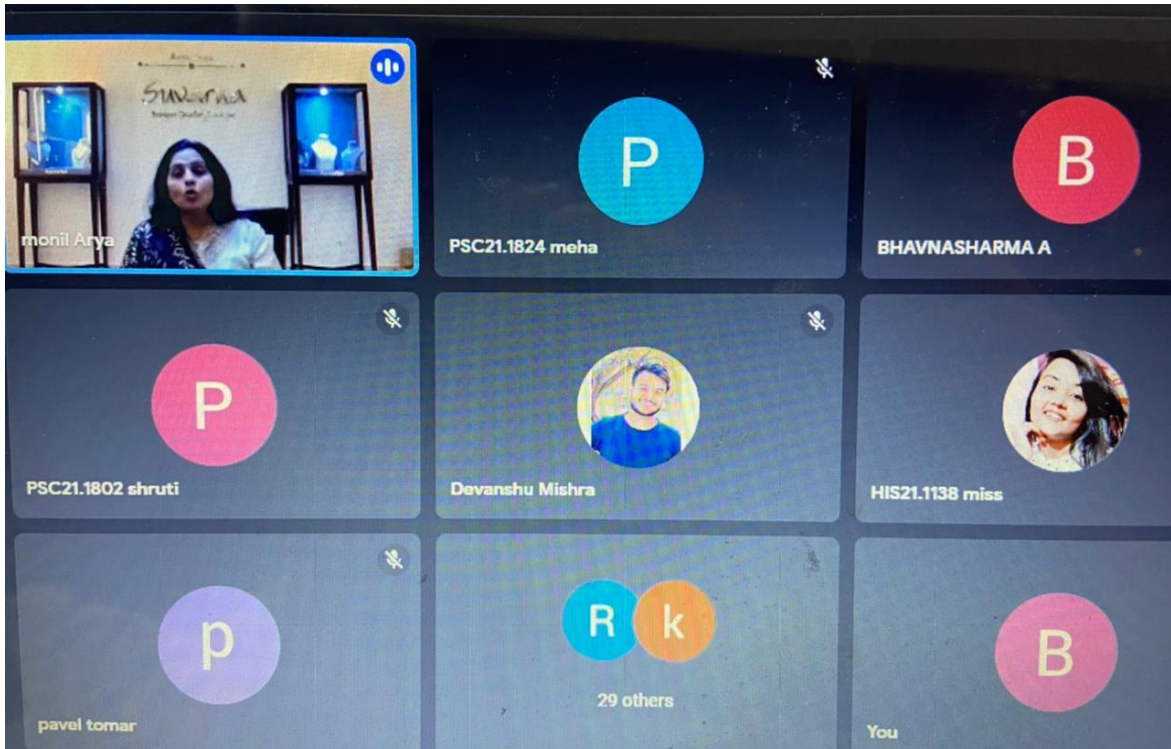 Suvarna
monil Arya
P
PSC21.1824 meha
B
BHAVNASHARMA A
P
PSC21.1802 shruti
Devanshu Mishra
HIS21.1138 miss
p
pavel tomar
R k
29 others
B
You